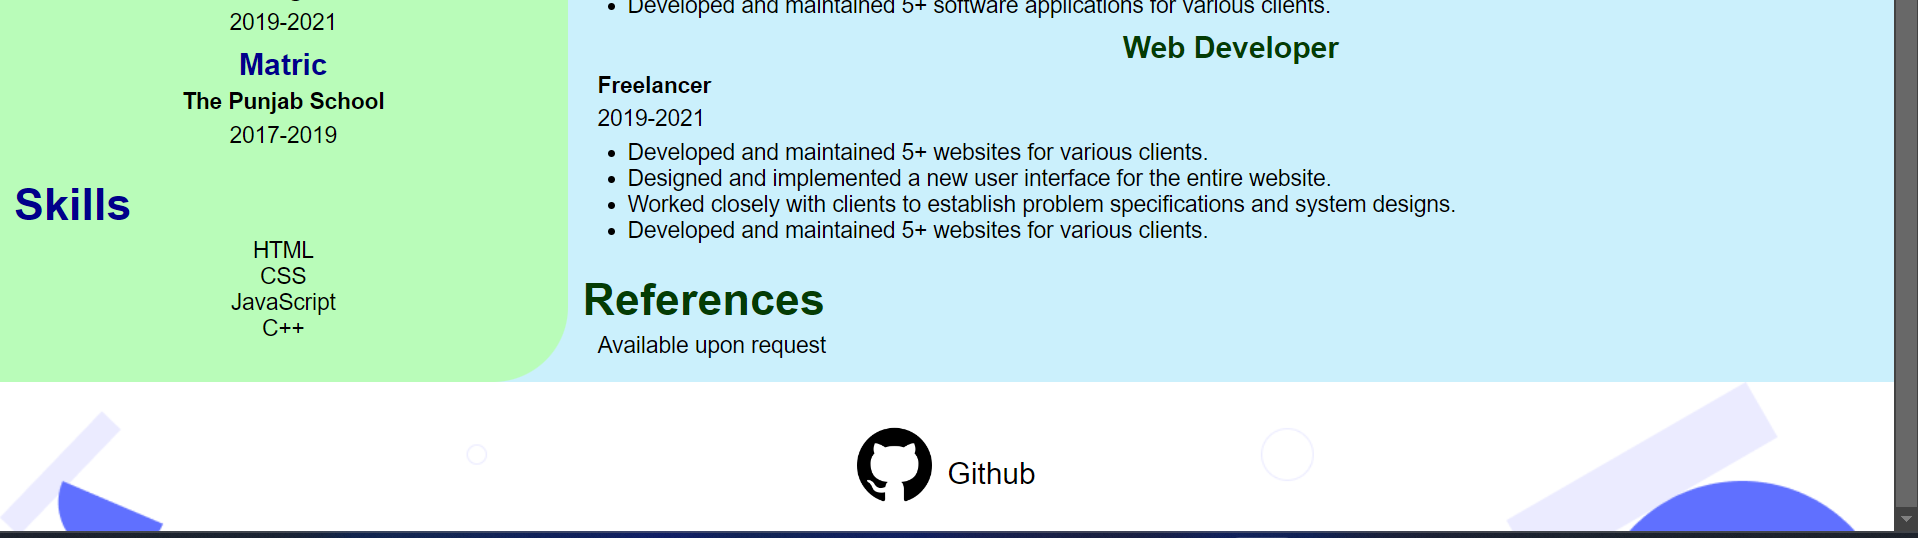 2019-2021
Matric
The Punjab School
2017-2019
Skills
HTML
CSS
JavaScript
C++
• Developed and maintained 5+ software applications for various clients.
Web Developer
Freelancer
2019-2021
• Developed and maintained 5+ websites for various clients.
• Designed and implemented a new user interface for the entire website.
• Worked closely with clients to establish problem specifications and system designs.
• Developed and maintained 5+ websites for various clients.
References
Available upon request
Github